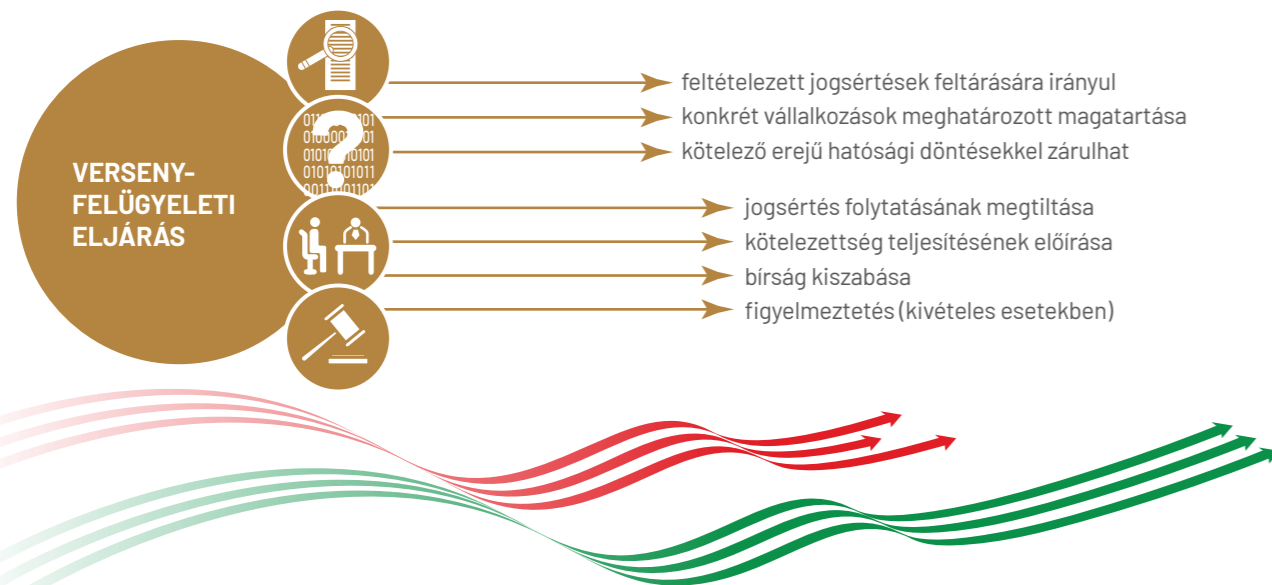 VERSENY-
FELÜGYELETI
ELJÁRÁS
feltételezett jogsértések feltárására irányul
konkrét vállalkozások meghatározott magatartása
kötelező erejű hatósági döntésekkel zárulhat
jogsértés folytatásának megtiltása
kötelezettség teljesítésének előírása
bírság kiszabása
figyelmeztetés (kivételes esetekben)